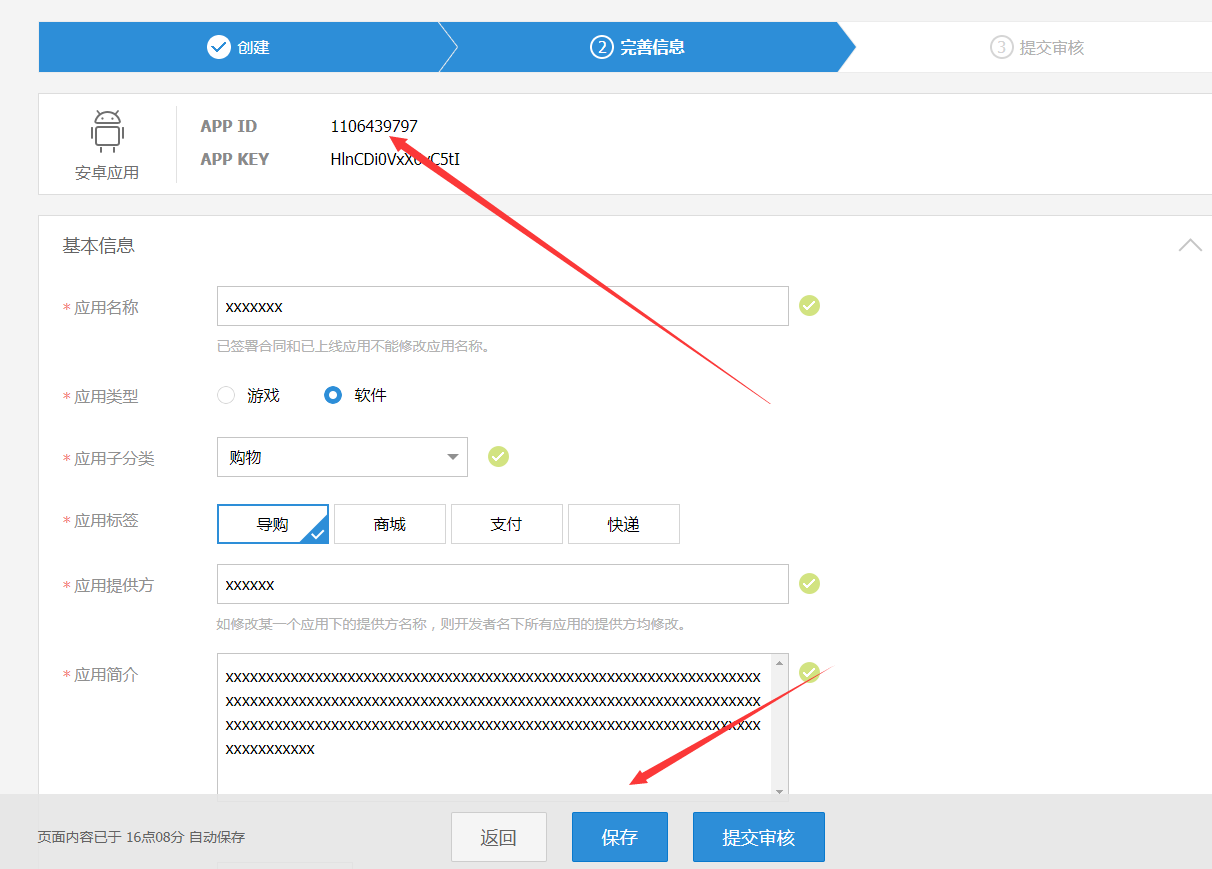 创建
② 完善信息
③ 提交审核
APP ID 1106439797
APP KEY
安卓应用
基本信息
* 应用名称 xxxxxxx
已签署合同和已上线应用不能修改应用名称。
* 应用类型 游戏 软件
* 应用子分类 购物
* 应用标签 导购 商城 支付 快递
* 应用提供方 xxxxxx
如修改某一个应用下的提供方名称，则开发者名下所有应用的提供方均修改。
* 应用简介
xxxxxxxxxxx
页面内容已于 16点08分 自动保存 返回 保存 提交审核